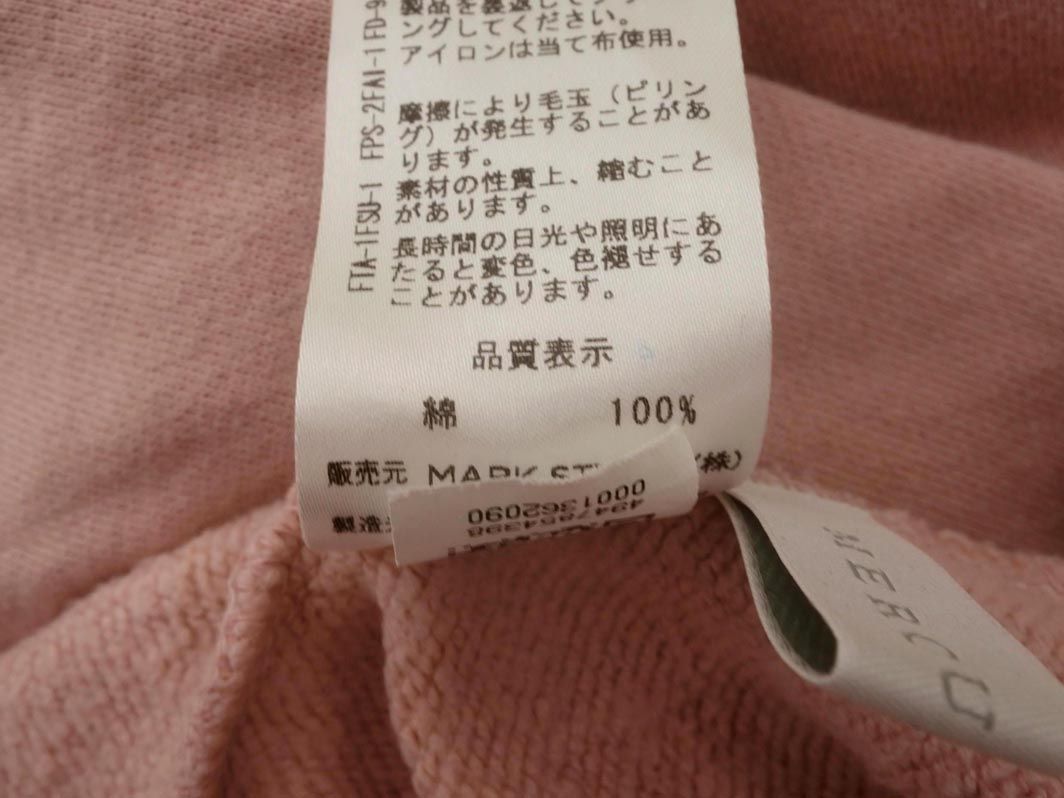 ングしてください。
アイロンは当て布使用。
摩擦により毛玉（ピリン
グ）が発生することがあ
ります。
素材の性質上、縮むこと
があります。
長時間の日光や照明にあ
たると変色、色褪せする
ことがあります。
FTA-1FSU-1 FPS-2FAI-1FD-9
品質表示
綿 100%
販売元 MARK (株)
製造
0001362090